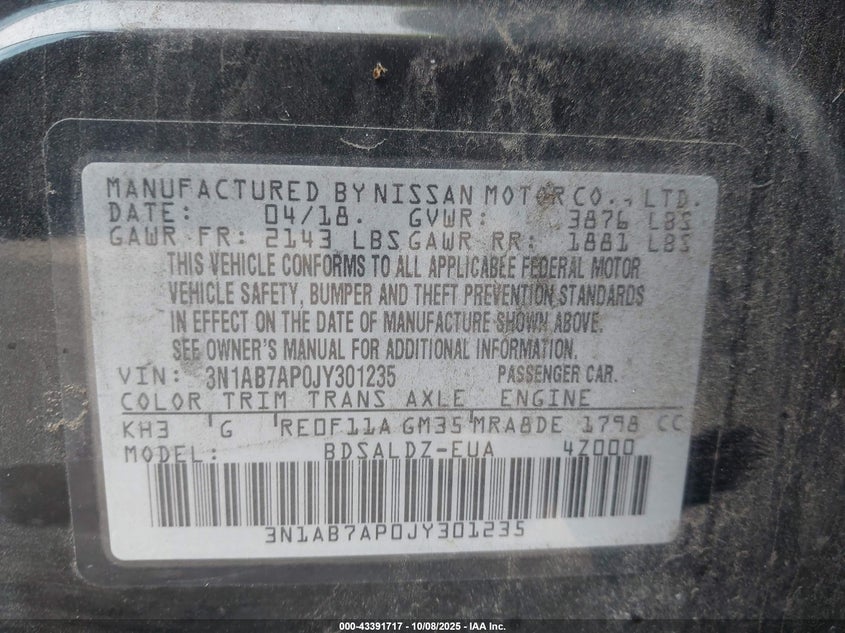 MANUFACTURED BY NISSAN MOTOR CO., LTD.
DATE: 04/18. GVWR: 3876 LBS
GAWR FR: 2143 LBS GAWR RR: 1881 LBS
THIS VEHICLE CONFORMS TO ALL APPLICABLE FEDERAL MOTOR
VEHICLE SAFETY, BUMPER AND THEFT PREVENTION STANDARDS
IN EFFECT ON THE DATE OF MANUFACTURE SHOWN ABOVE.
SEE OWNER'S MANUAL FOR ADDITIONAL INFORMATION.
VIN: 3N1AB7AP0JY301235 PASSENGER CAR.
COLOR TRIM TRANS AXLE ENGINE
KH3 G RE0F11A GM35 MRA8DE 1798 CC
MODEL: BDSALDZ-EUA 4Z000
3N1AB7AP0JY301235
000-43391717 | 10/08/2025 - IAA Inc.